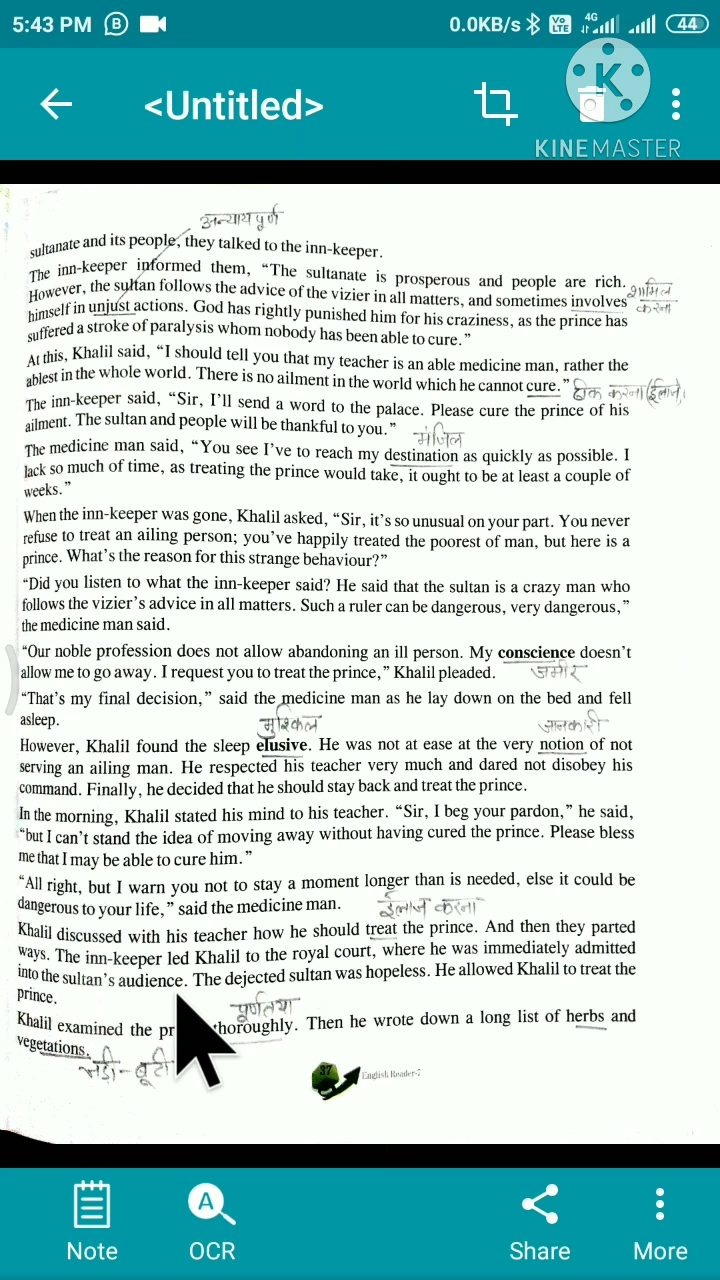 5:43 PM B 0.0KB/s Vo LTE 4G 44
<Untitled> K
KINEMASTER
अन्यायपूर्ण
sultanate and its people, they talked to the inn-keeper.
The inn-keeper informed them, “The sultanate is prosperous and people are rich.
However, the sultan follows the advice of the vizier in all matters, and sometimes involves शामिल
himself in unjust actions. God has rightly punished him for his craziness, as the prince has करना
suffered a stroke of paralysis whom nobody has been able to cure.”
At this, Khalil said, “I should tell you that my teacher is an able medicine man, rather the
ablest in the whole world. There is no ailment in the world which he cannot cure.” ठीक करना (ईलाज)
The inn-keeper said, “Sir, I’ll send a word to the palace. Please cure the prince of his
ailment. The sultan and people will be thankful to you.” मंजिल
The medicine man said, “You see I’ve to reach my destination as quickly as possible. I
lack so much of time, as treating the prince would take, it ought to be at least a couple of
weeks.”
When the inn-keeper was gone, Khalil asked, “Sir, it’s so unusual on your part. You never
refuse to treat an ailing person; you’ve happily treated the poorest of man, but here is a
prince. What’s the reason for this strange behaviour?”
“Did you listen to what the inn-keeper said? He said that the sultan is a crazy man who
follows the vizier’s advice in all matters. Such a ruler can be dangerous, very dangerous,”
the medicine man said.
“Our noble profession does not allow abandoning an ill person. My conscience doesn’t
allow me to go away. I request you to treat the prince,” Khalil pleaded. जमीर
“That’s my final decision,” said the medicine man as he lay down on the bed and fell
asleep. मुश्किल जानकारी
However, Khalil found the sleep elusive. He was not at ease at the very notion of not
serving an ailing man. He respected his teacher very much and dared not disobey his
command. Finally, he decided that he should stay back and treat the prince.
In the morning, Khalil stated his mind to his teacher. “Sir, I beg your pardon,” he said,
“but I can’t stand the idea of moving away without having cured the prince. Please bless
me that I may be able to cure him.”
“All right, but I warn you not to stay a moment longer than is needed, else it could be
dangerous to your life,” said the medicine man. ईलाज करना
Khalil discussed with his teacher how he should treat the prince. And then they parted
ways. The inn-keeper led Khalil to the royal court, where he was immediately admitted
into the sultan’s audience. The dejected sultan was hopeless. He allowed Khalil to treat the
prince. पूर्णतया
Khalil examined the pr thoroughly. Then he wrote down a long list of herbs and
vegetations.
जड़ी-बूटी
37 English Reader-7
Note A OCR Share More